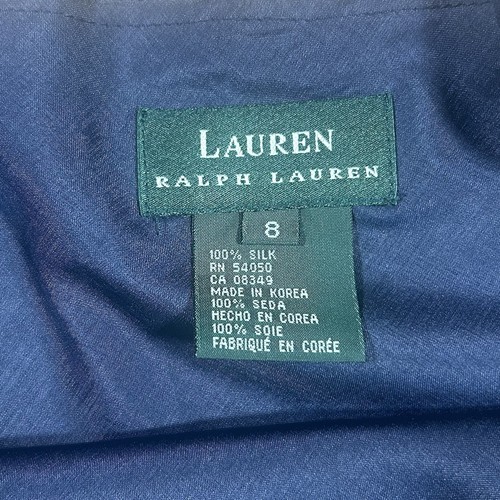 LAUREN
RALPH LAUREN
8
100% SILK
RN 54050
CA 08349
MADE IN KOREA
100% SEDA
HECHO EN COREA
100% SOIE
FABRIQUÉ EN CORÉE